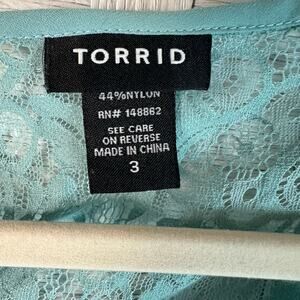 TORRID
44%NYLON
RN# 148862
SEE CARE
ON REVERSE
MADE IN CHINA
3